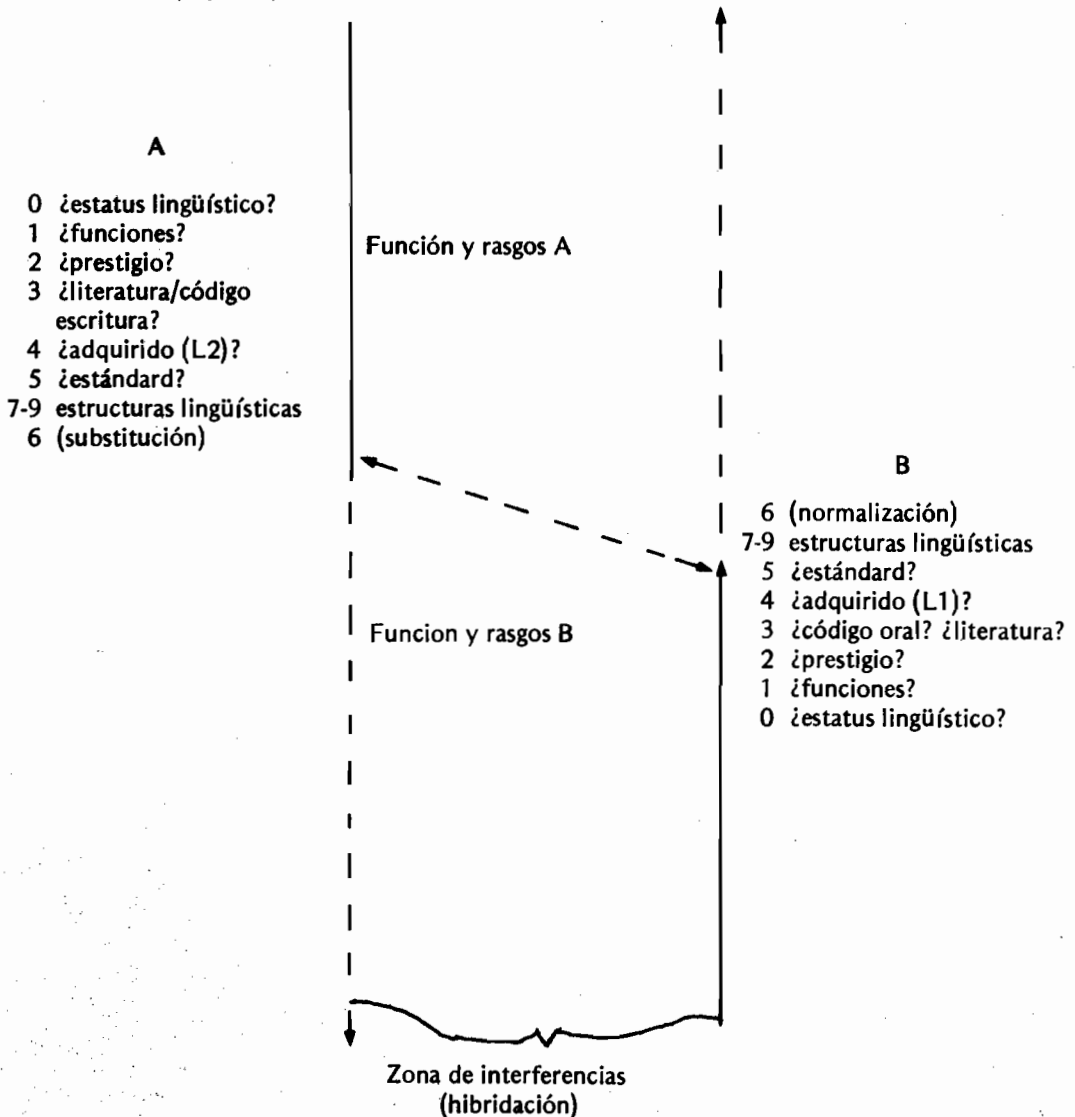 A
0 ¿estatus lingüístico?
1 ¿funciones?
2 ¿prestigio?
3 ¿literatura/código
escritura?
4 ¿adquirido (L2)?
5 ¿estándard?
7-9 estructuras lingüísticas
6 (substitución)
Función y rasgos A
Funcion y rasgos B
B
6 (normalización)
7-9 estructuras lingüísticas
5 ¿estándard?
4 ¿adquirido (L1)?
3 ¿código oral? ¿literatura?
2 ¿prestigio?
1 ¿funciones?
0 ¿estatus lingüístico?
Zona de interferencias
(hibridación)